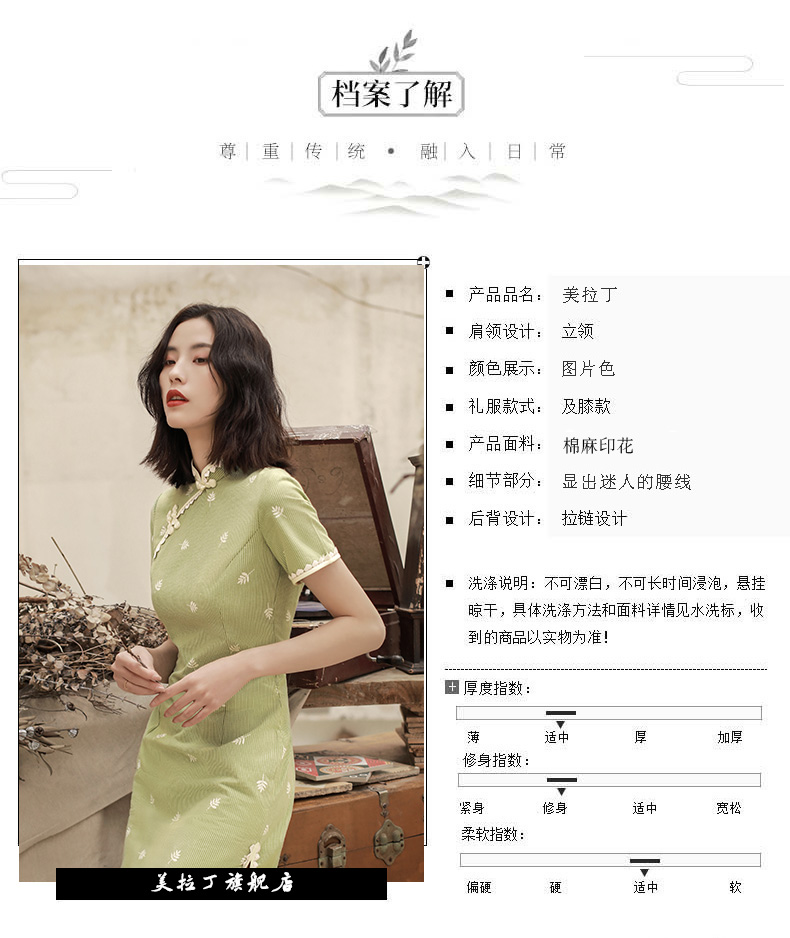 档案了解
尊|重|传|统 • 融|入|日|常
产品品名： 美拉丁
肩领设计： 立领
颜色展示： 图片色
礼服款式： 及膝款
产品面料： 棉麻印花
细节部分： 显出迷人的腰线
后背设计： 拉链设计
洗涤说明：不可漂白，不可长时间浸泡，悬挂
晾干，具体洗涤方法和面料详情见水洗标，收
到的商品以实物为准！
厚度指数：
薄 适中 厚 加厚
修身指数：
紧身 修身 适中 宽松
柔软指数：
偏硬 硬 适中 软
美拉丁旗舰店